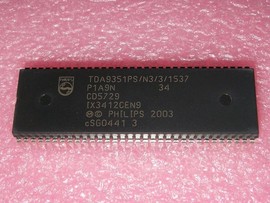 TDA9351PS/N3/3/1537
P1A9N 34
CD5729
IX3412CEN9
Ⓜ © PHILIPS 2003
cSG0441 3